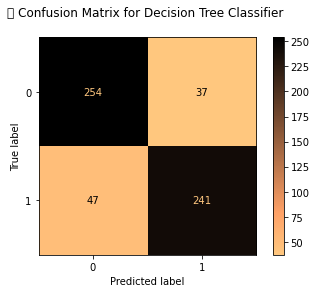 Confusion Matrix for Decision Tree Classifier
250
225
200
175
150
125
100
75
50
0 254 37
1 47 241
True label
0 1
Predicted label